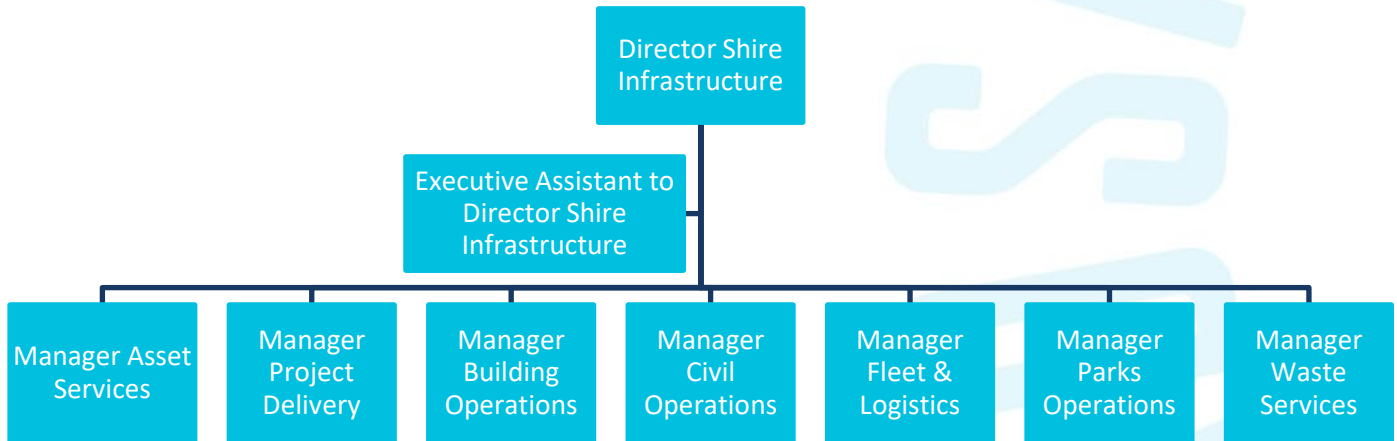 Director Shire
Infrastructure
Executive Assistant to
Director Shire
Infrastructure
Manager Asset
Services
Manager
Project
Delivery
Manager
Building
Operations
Manager
Civil
Operations
Manager
Fleet &
Logistics
Manager
Parks
Operations
Manager
Waste
Services